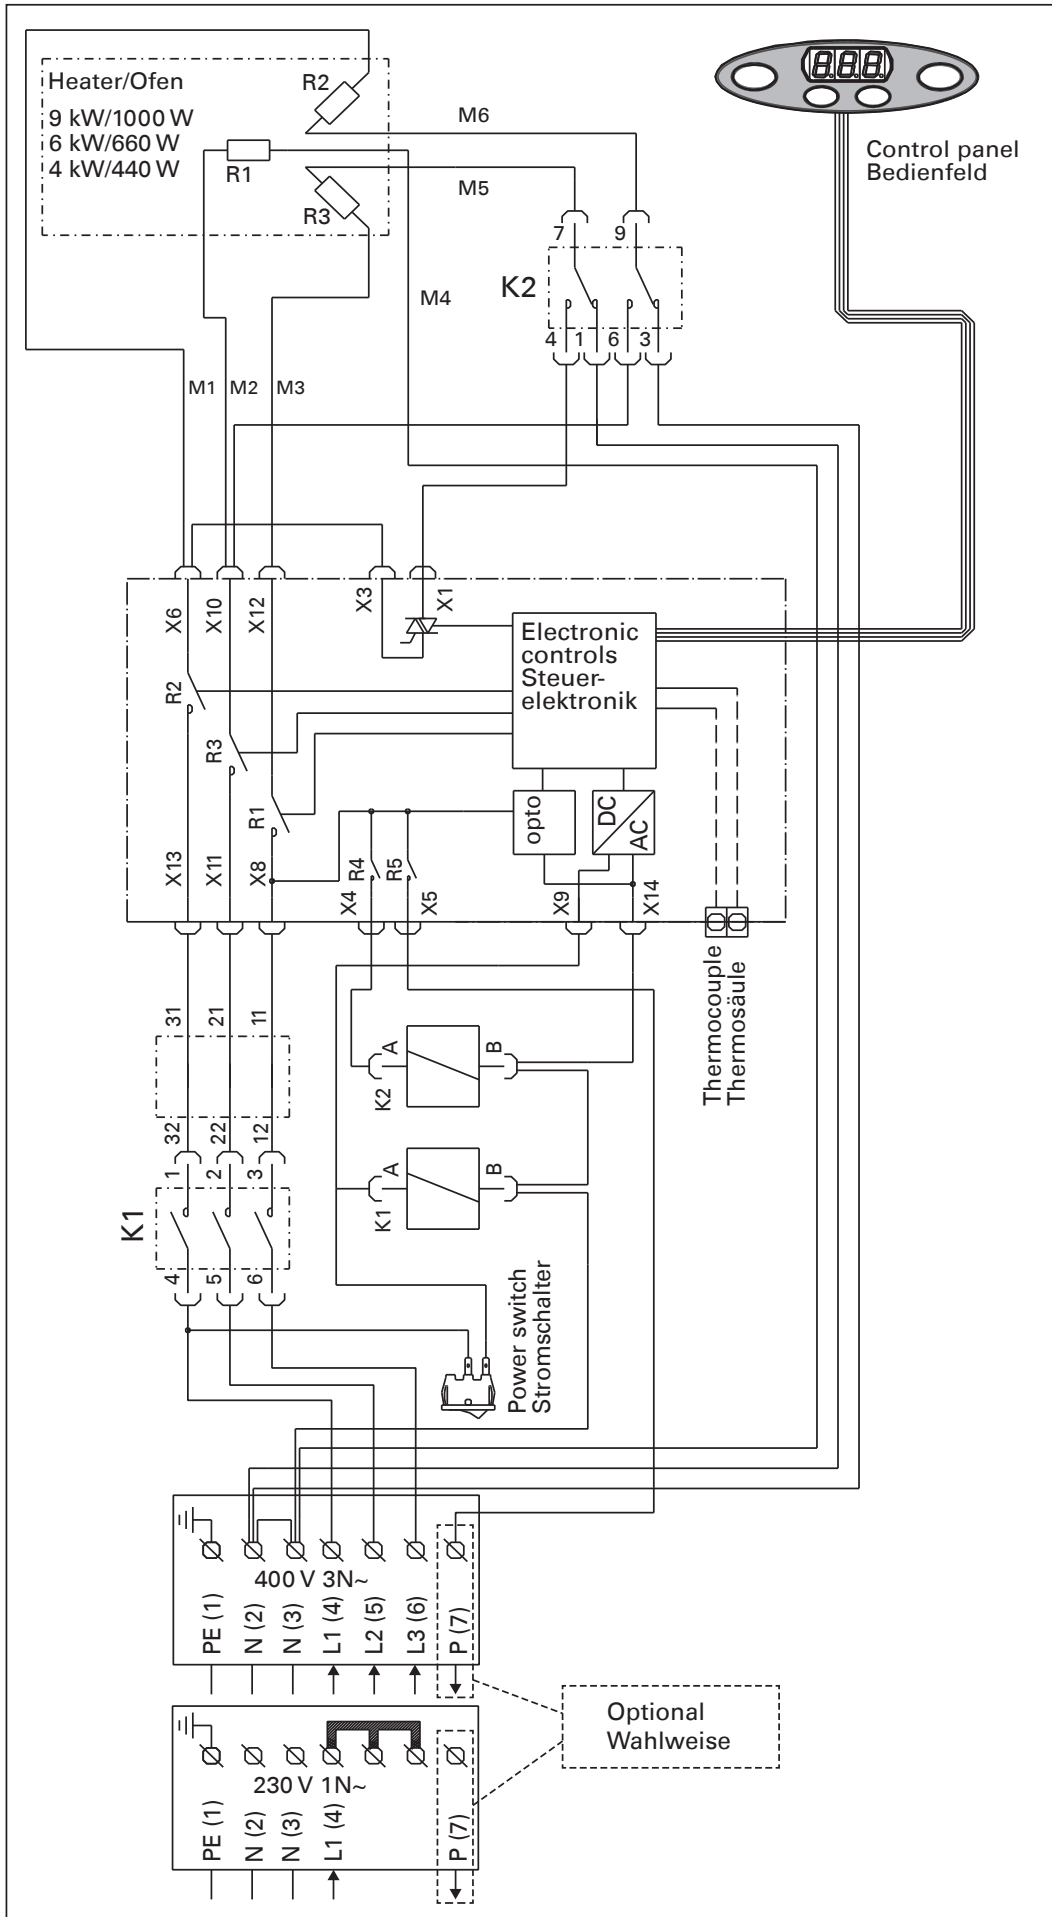 Heater/Ofen
9 kW/1000 W
6 kW/660 W
4 kW/440 W
R2
R1
R3
M6
M5
888
Control panel
Bedienfeld
7
9
K2
4
1
6
3
M4
M1
M2
M3
X6
X10
X12
X3
X1
Electronic
controls
Steuer-
elektronik
R2
R3
R1
opto
DC
AC
X13
X11
X8
R4
R5
X4
X5
X9
X14
Thermocouple
Thermosäule
31
21
11
A
B
K2
32
22
12
1
2
3
A
B
K1
K1
4
5
6
Power switch
Stromschalter
400 V 3N~
PE (1)
N (2)
N (3)
L1 (4)
L2 (5)
L3 (6)
P (7)
Optional
Wahlweise
230 V 1N~
PE (1)
N (2)
N (3)
L1 (4)
P (7)